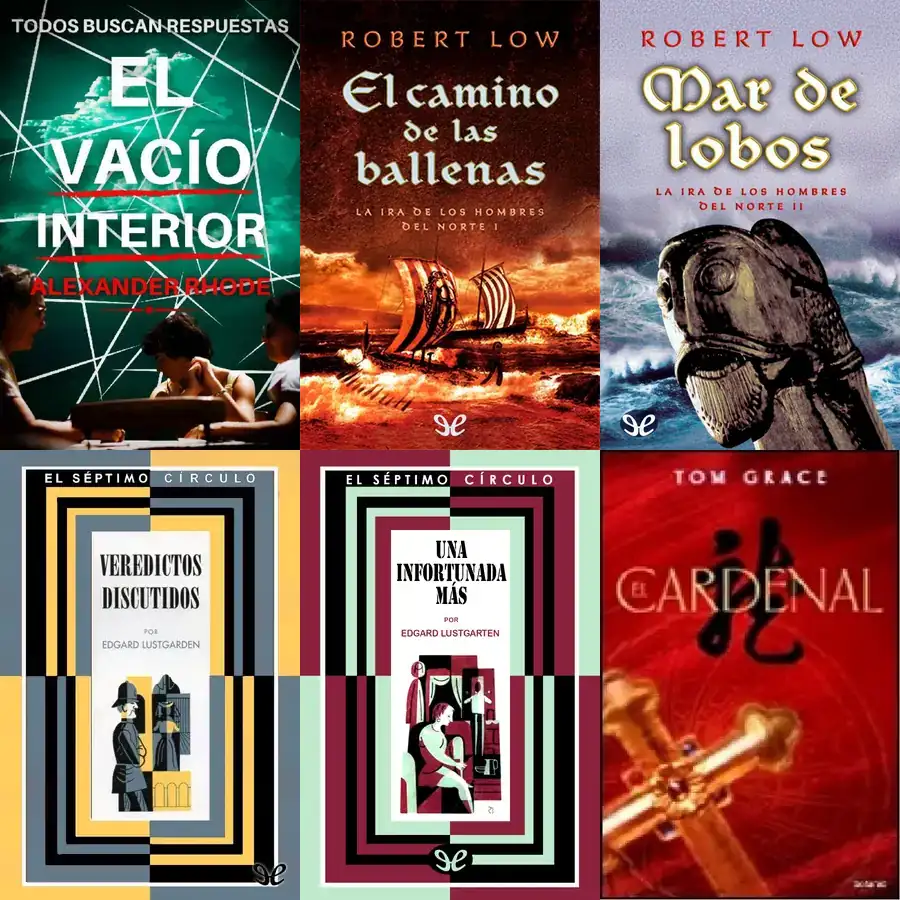 TODOS BUSCAN RESPUESTAS
EL
VACÍO
INTERIOR
ALEXANDER RHODE
ROBERT LOW
El camino
de las
ballenas
LA IRA DE LOS HOMBRES
DEL NORTE I
ROBERT LOW
Mar de
lobos
LA IRA DE LOS HOMBRES
DEL NORTE II
EL SÉPTIMO CÍRCULO
VEREDICTOS
DISCUTIDOS
POR
EDGARD LUSTGARDEN
EL SÉPTIMO CÍRCULO
UNA
INFORTUNADA
MÁS
POR
EDGARD LUSTGARTEN
TOM GRACE
龍
EL
CARDENAL